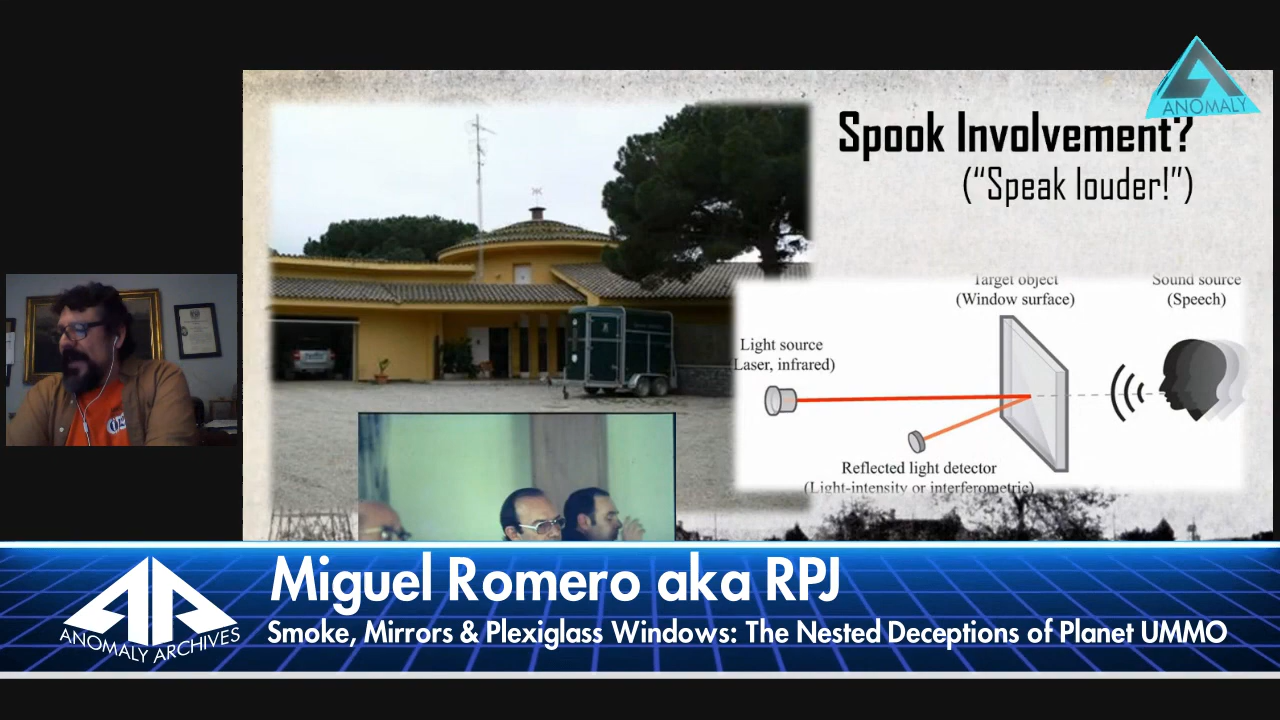 ANOMALY
Spook Involvement?
("Speak louder!")
Target object
(Window surface)
Sound source
(Speech)
Light source
Laser, infrared)
Reflected light detector
(Light-intensity or interferometric)
Miguel Romero aka RPJ
Smoke, Mirrors & Plexiglass Windows: The Nested Deceptions of Planet UMMO
ANOMALY ARCHIVES